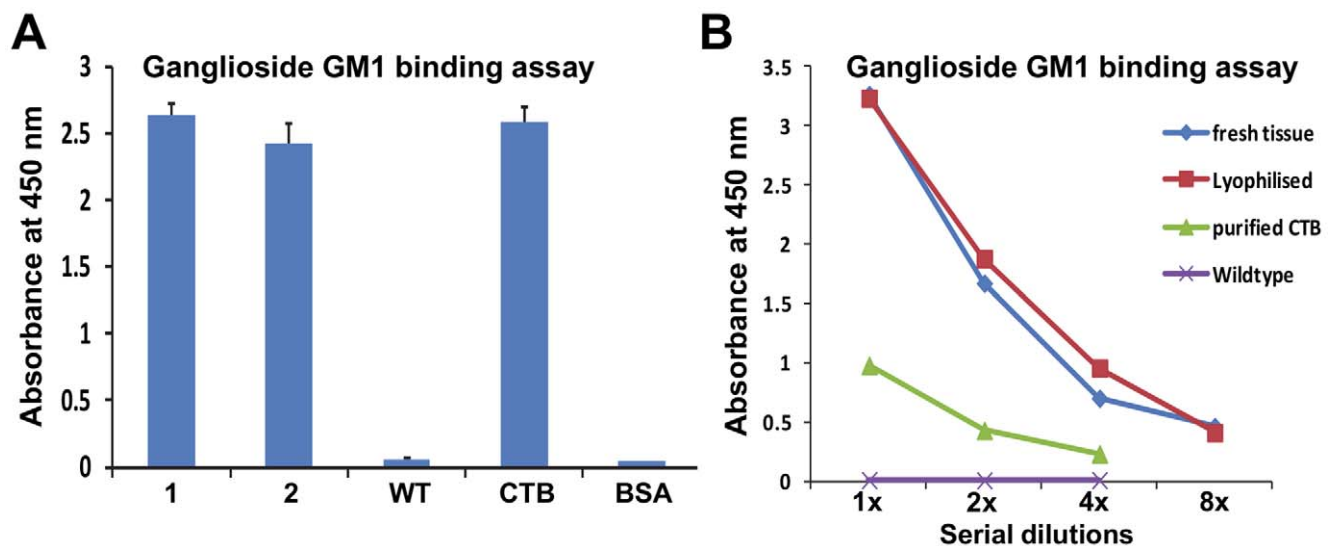 A
Ganglioside GM1 binding assay
Absorbance at 450 nm
3
2.5
2
1.5
1
0.5
0
1 2 WT CTB BSA
B
Ganglioside GM1 binding assay
Absorbance at 450 nm
3.5
3
2.5
2
1.5
1
0.5
0
fresh tissue
Lyophilised
purified CTB
Wildtype
1x 2x 4x 8x
Serial dilutions